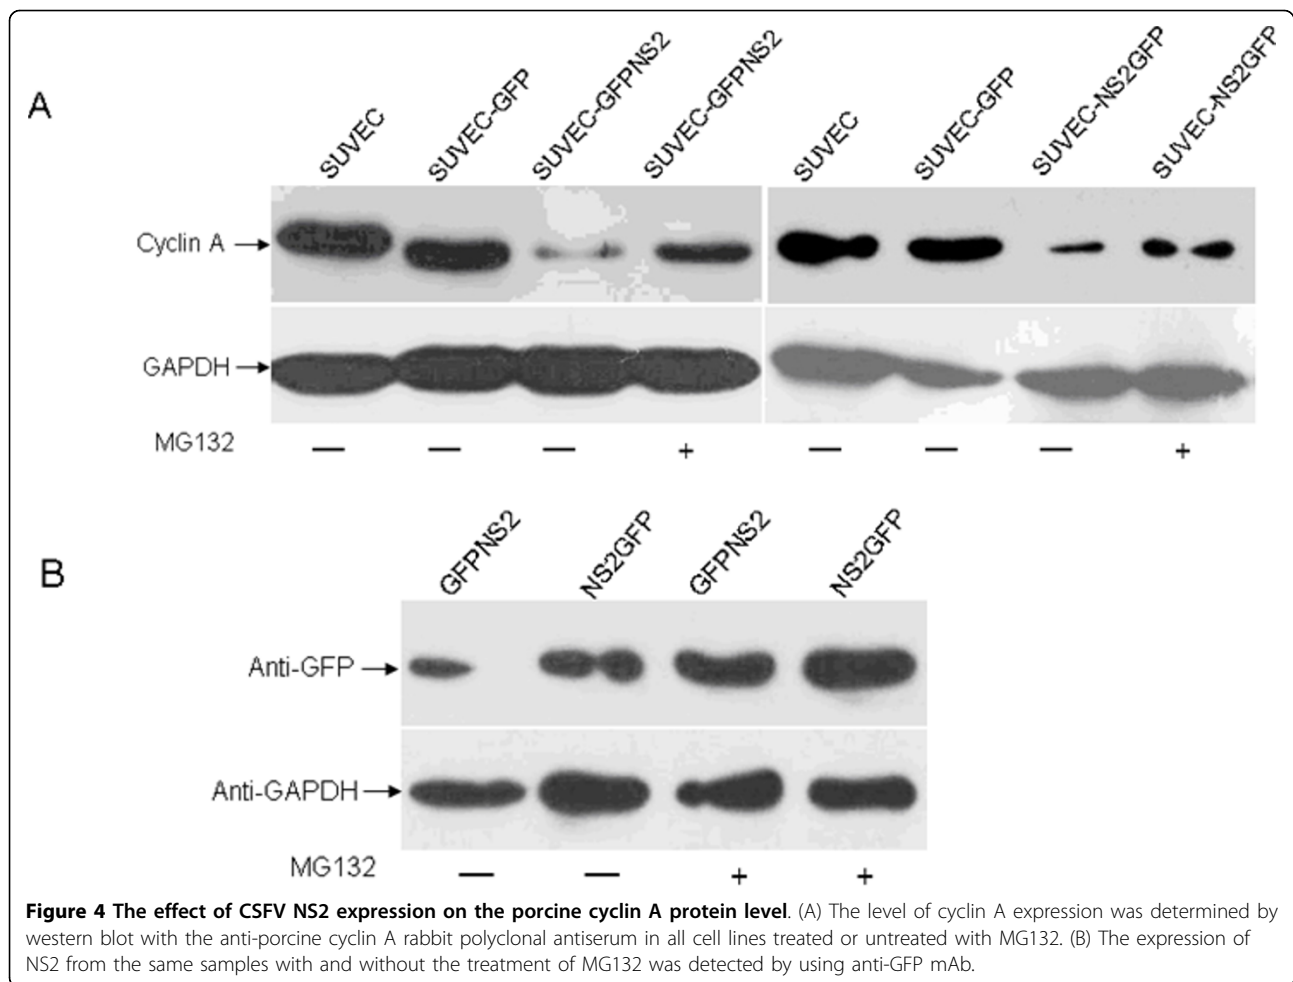 A
SUVEC
SUVEC-GFP
SUVEC-GFPNS2
SUVEC-GFPNS2
SUVEC
SUVEC-GFP
SUVEC-NS2GFP
SUVEC-NS2GFP
Cyclin A
GAPDH
MG132 — — — + — — — +
B
GFPNS2
NS2GFP
GFPNS2
NS2GFP
Anti-GFP
Anti-GAPDH
MG132 — — + +
Figure 4 The effect of CSFV NS2 expression on the porcine cyclin A protein level. (A) The level of cyclin A expression was determined by
western blot with the anti-porcine cyclin A rabbit polyclonal antiserum in all cell lines treated or untreated with MG132. (B) The expression of
NS2 from the same samples with and without the treatment of MG132 was detected by using anti-GFP mAb.